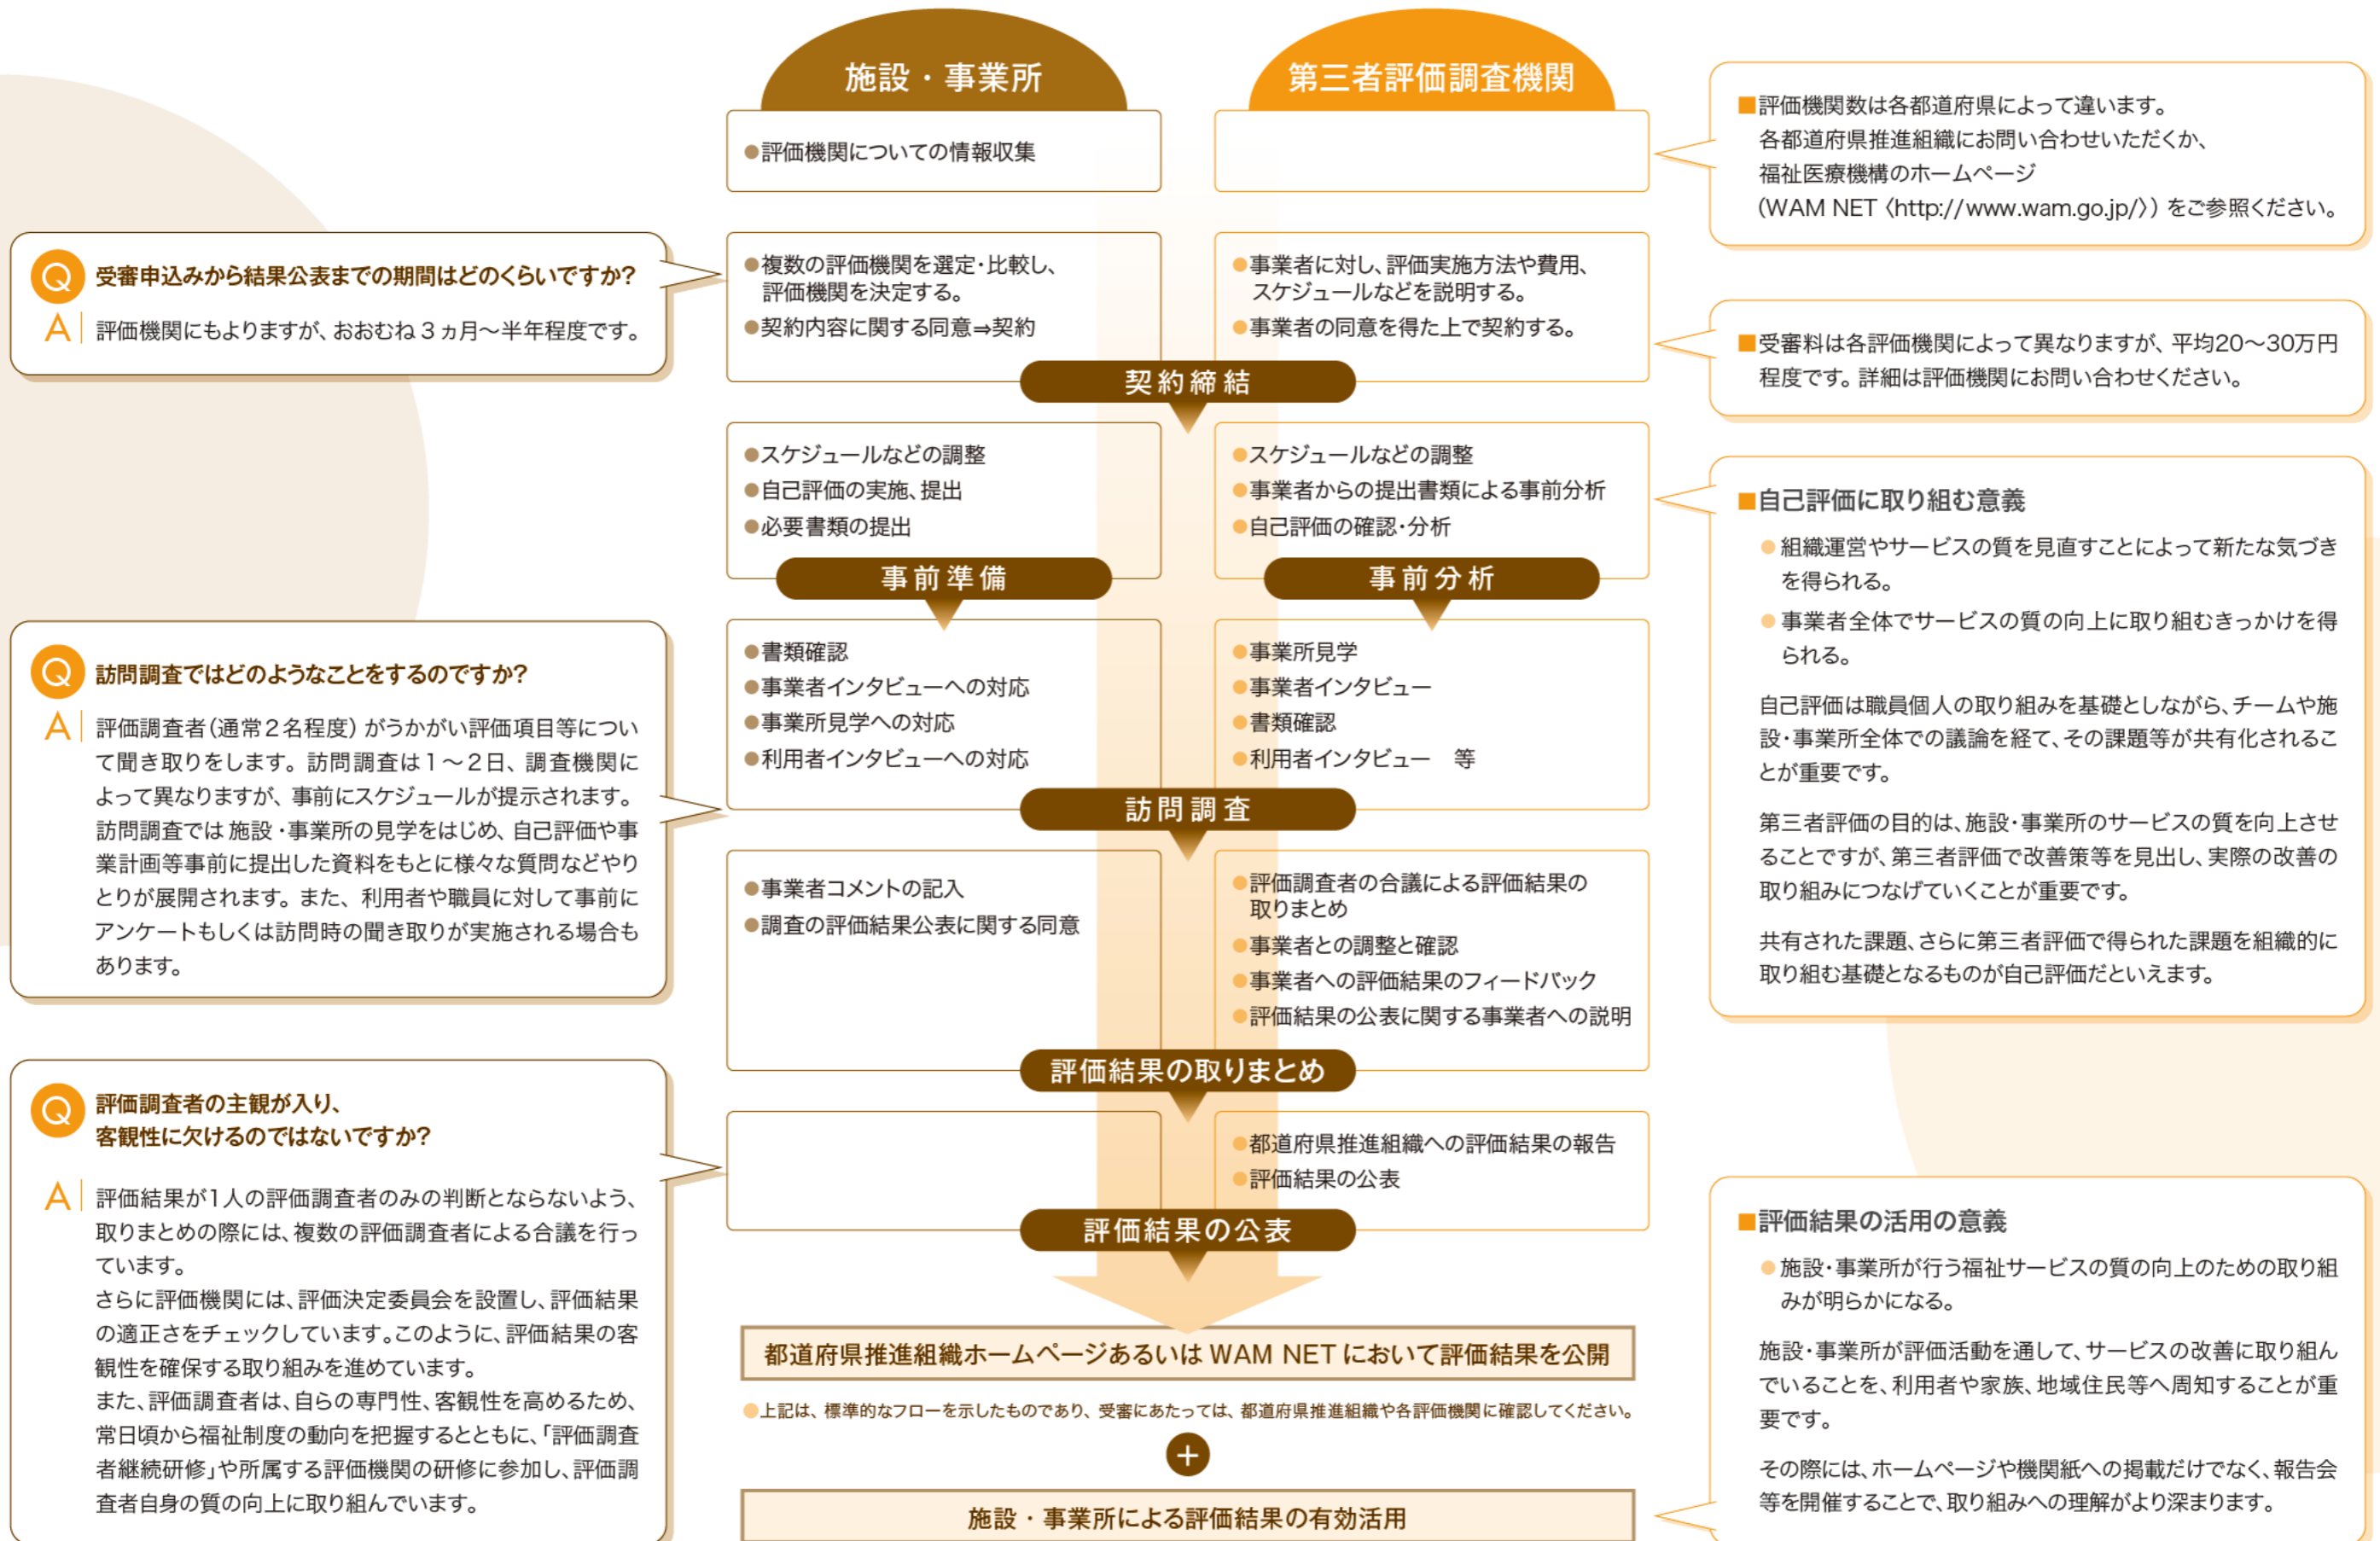 施設・事業所
第三者評価調査機関
●評価機関についての情報収集
■評価機関数は各都道府県によって違います。
各都道府県推進組織にお問い合わせいただくか、
福祉医療機構のホームページ
(WAM NET〈http://www.wam.go.jp/〉)をご参照ください。
Q 受審申込みから結果公表までの期間はどのくらいですか?
A 評価機関にもよりますが、おおむね3ヵ月〜半年程度です。
●複数の評価機関を選定・比較し、
評価機関を決定する。
●契約内容に関する同意⇒契約
●事業者に対し、評価実施方法や費用、
スケジュールなどを説明する。
●事業者の同意を得た上で契約する。
契約締結
■受審料は各評価機関によって異なりますが、平均20〜30万円
程度です。詳細は評価機関にお問い合わせください。
●スケジュールなどの調整
●自己評価の実施、提出
●必要書類の提出
事前準備
●スケジュールなどの調整
●事業者からの提出書類による事前分析
●自己評価の確認・分析
事前分析
■自己評価に取り組む意義
●組織運営やサービスの質を見直すことによって新たな気づき
を得られる。
●事業者全体でサービスの質の向上に取り組むきっかけを得
られる。
自己評価は職員個人の取り組みを基礎としながら、チームや施
設・事業所全体での議論を経て、その課題等が共有化されるこ
とが重要です。
第三者評価の目的は、施設・事業所のサービスの質を向上させ
ることですが、第三者評価で改善策等を見出し、実際の改善の
取り組みにつなげていくことが重要です。
共有された課題、さらに第三者評価で得られた課題を組織的に
取り組む基礎となるものが自己評価だといえます。
Q 訪問調査ではどのようなことをするのですか?
A 評価調査者(通常2名程度)がうかがい評価項目等につい
て聞き取りをします。訪問調査は1〜2日、調査機関に
よって異なりますが、事前にスケジュールが提示されます。
訪問調査では施設・事業所の見学をはじめ、自己評価や事
業計画等事前に提出した資料をもとに様々な質問などやり
とりが展開されます。また、利用者や職員に対して事前に
アンケートもしくは訪問時の聞き取りが実施される場合も
あります。
●書類確認
●事業者インタビューへの対応
●事業所見学への対応
●利用者インタビューへの対応
●事業所見学
●事業者インタビュー
●書類確認
●利用者インタビュー 等
訪問調査
●事業者コメントの記入
●調査の評価結果公表に関する同意
●評価調査者の合議による評価結果の
取りまとめ
●事業者との調整と確認
●事業者への評価結果のフィードバック
●評価結果の公表に関する事業者への説明
評価結果の取りまとめ
Q 評価調査者の主観が入り、
客観性に欠けるのではないですか?
A 評価結果が1人の評価調査者のみの判断とならないよう、
取りまとめの際には、複数の評価調査者による合議を行っ
ています。
さらに評価機関には、評価決定委員会を設置し、評価結果
の適正さをチェックしています。このように、評価結果の客
観性を確保する取り組みを進めています。
また、評価調査者は、自らの専門性、客観性を高めるため、
常日頃から福祉制度の動向を把握するとともに、「評価調査
者継続研修」や所属する評価機関の研修に参加し、評価調
査者自身の質の向上に取り組んでいます。
●都道府県推進組織への評価結果の報告
●評価結果の公表
評価結果の公表
都道府県推進組織ホームページあるいは WAM NET において評価結果を公開
●上記は、標準的なフローを示したものであり、受審にあたっては、都道府県推進組織や各評価機関に確認してください。
+
施設・事業所による評価結果の有効活用
■評価結果の活用の意義
●施設・事業所が行う福祉サービスの質の向上のための取り組
みが明らかになる。
施設・事業所が評価活動を通して、サービスの改善に取り組ん
でいることを、利用者や家族、地域住民等へ周知することが重
要です。
その際には、ホームページや機関紙への掲載だけでなく、報告会
等を開催することで、取り組みへの理解がより深まります。